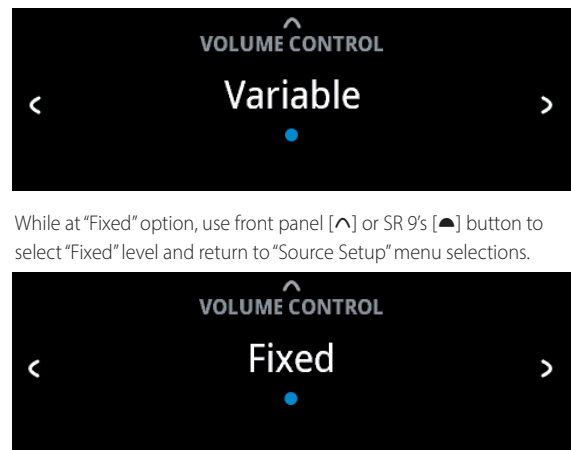 VOLUME CONTROL
Variable
While at “Fixed” option, use front panel [^] or SR 9’s [◓] button to
select “Fixed” level and return to “Source Setup” menu selections.
VOLUME CONTROL
Fixed